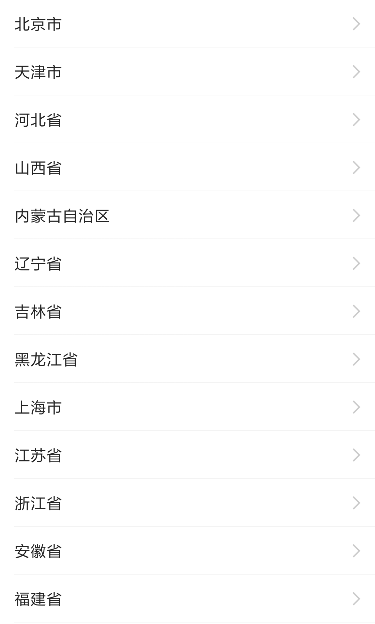 北京市
天津市
河北省
山西省
内蒙古自治区
辽宁省
吉林省
黑龙江省
上海市
江苏省
浙江省
安徽省
福建省